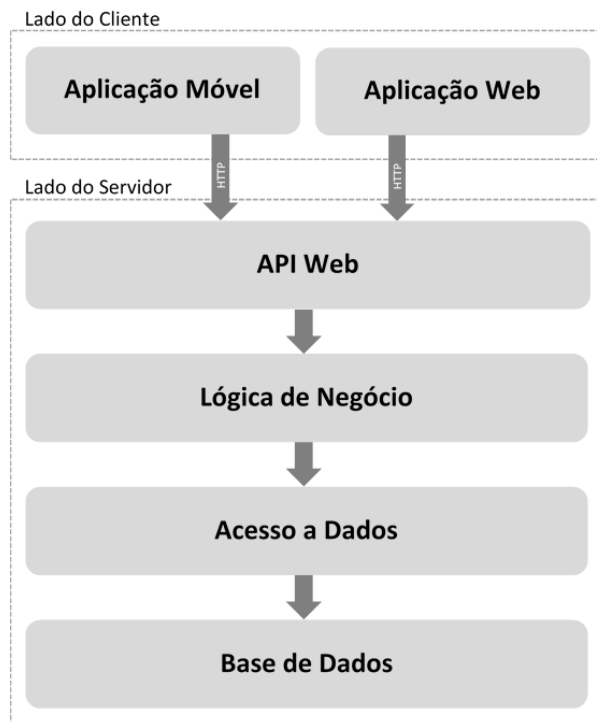 Lado do Cliente
Aplicação Móvel
Aplicação Web
HTTP
HTTP
Lado do Servidor
API Web
Lógica de Negócio
Acesso a Dados
Base de Dados